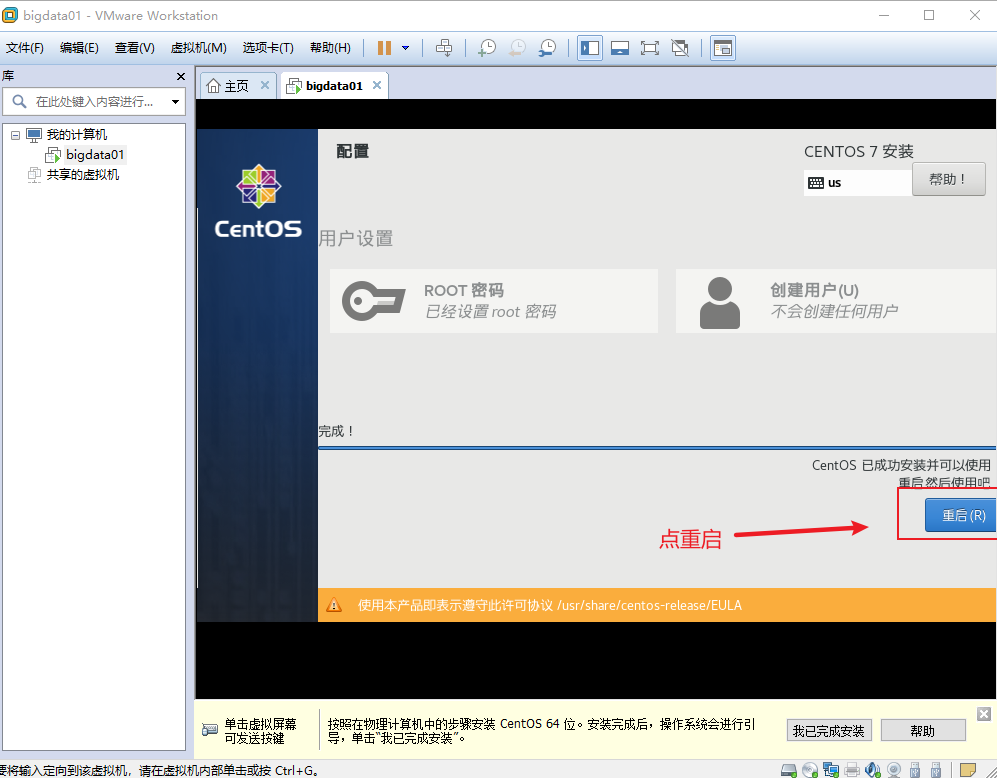 bigdata01 - VMware Workstation
文件(F) 编辑(E) 查看(V) 虚拟机(M) 选项卡(T) 帮助(H)
库
在此处键入内容进行...
我的计算机
bigdata01
共享的虚拟机
主页
bigdata01
CentOS
配置
CENTOS 7 安装
us
帮助！
用户设置
ROOT 密码
已经设置 root 密码
创建用户(U)
不会创建任何用户
完成！
CentOS 已成功安装并可以使用
重启然后使用吧
重启(R)
点重启
使用本产品即表示遵守此许可协议 /usr/share/centos-release/EULA
单击虚拟屏幕
可发送按键
按照在物理计算机中的步骤安装 CentOS 64 位。安装完成后，操作系统会进行引
导，单击“我已完成安装”。
我已完成安装
帮助
要将输入定向到该虚拟机，请在虚拟机内部单击或按 Ctrl+G。